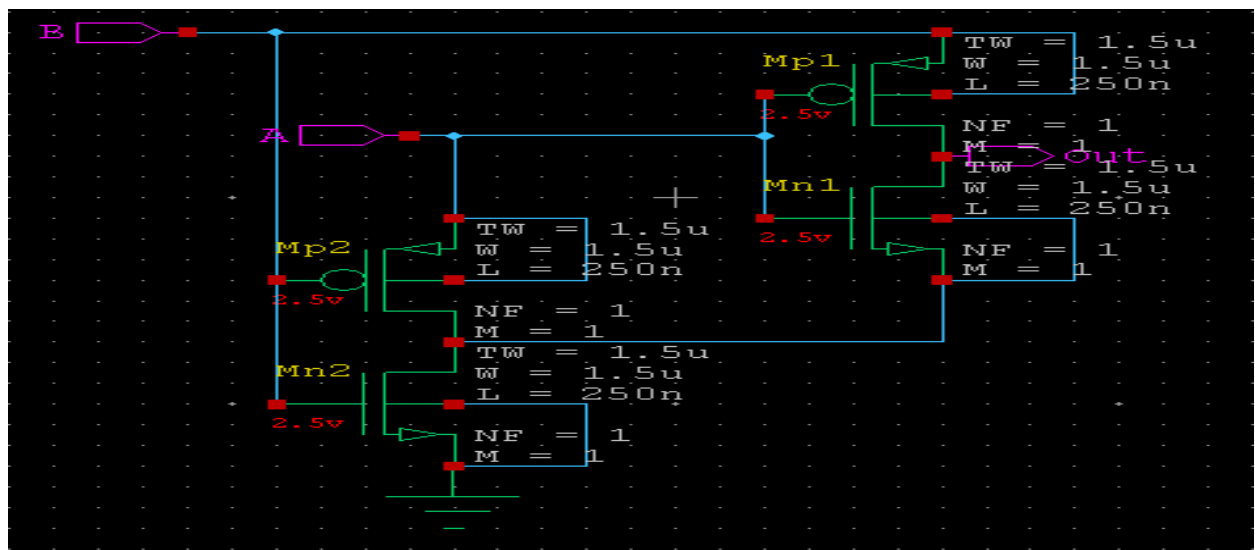 B
TW = 1.5u
Mp1
W = 1.5u
L = 250n
2.5v
NF = 1
A
M = 1
out
TW = 1.5u
Mn1
W = 1.5u
L = 250n
2.5v
NF = 1
M = 1
TW = 1.5u
Mp2
W = 1.5u
L = 250n
2.5v
NF = 1
M = 1
TW = 1.5u
Mn2
W = 1.5u
L = 250n
2.5v
NF = 1
M = 1